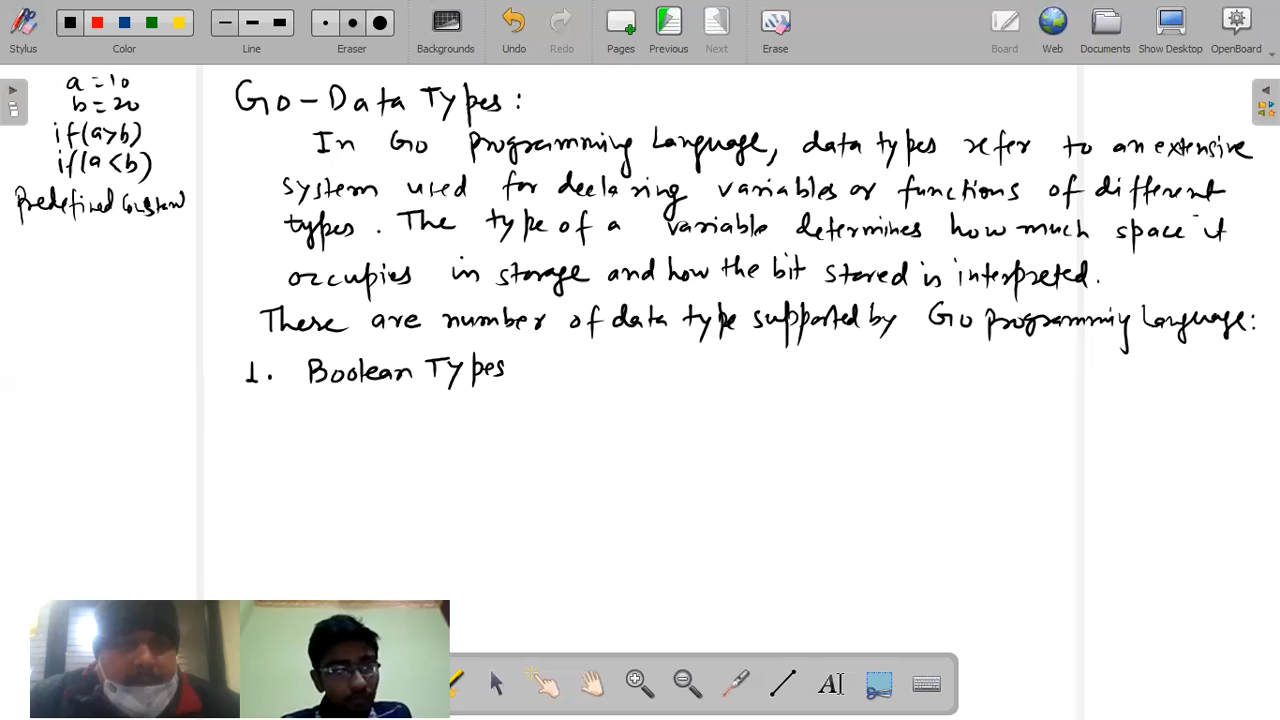 Color
Line
Eraser
Stylus
Backgrounds
Undo
Redo
Pages
Previous
Next
Erase
Board
Web
Documents
Show Desktop
OpenBoard
a = 10
b = 20
if (a>b)
if (a<b)
Predefined Constant
Go - Data Types :
In Go Programming Language, data types refer to an extensive
system used for declaring variables or functions of different
types. The type of a variable determines how much space it
occupies in storage and how the bit stored is interpreted.
There are number of data type supported by Go programming Language:
1. Boolean Types